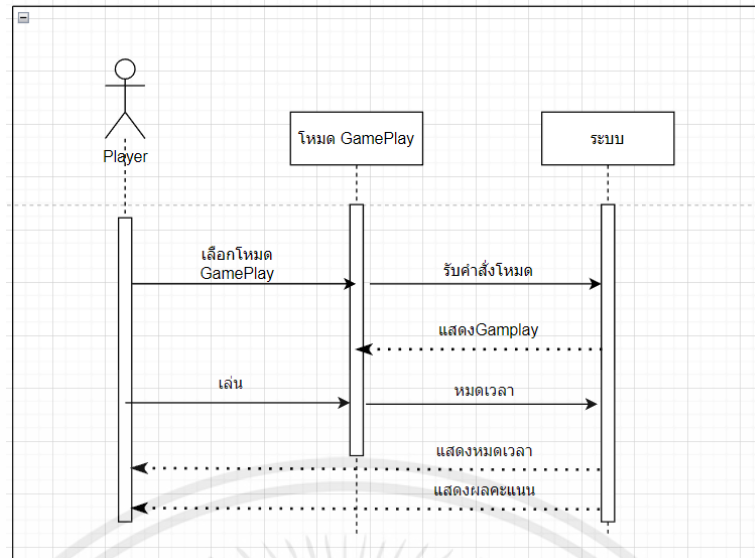 Player
โหมด GamePlay
ระบบ
เลือกโหมด
GamePlay
รับคำสั่งโหมด
แสดงGamplay
เล่น
หมดเวลา
แสดงหมดเวลา
แสดงผลคะแนน